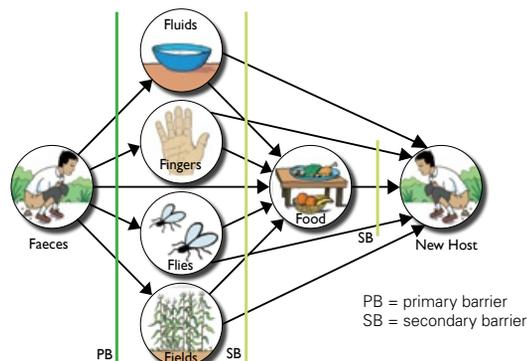 Fluids
Fingers
Faeces
Food
Flies
SB
New Host
PB = primary barrier
SB = secondary barrier
PB
SB
Fields